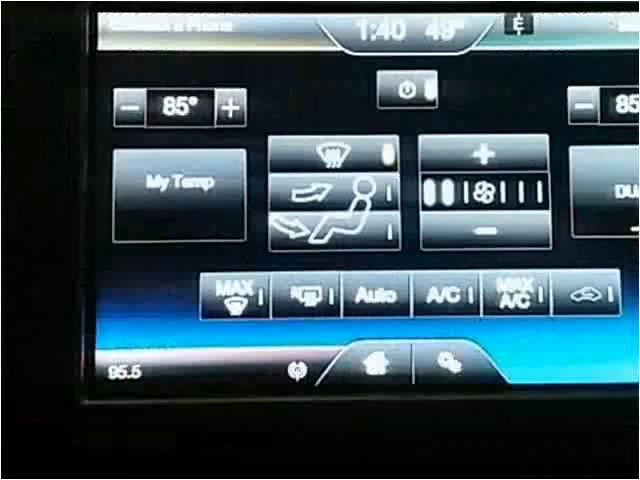 1:40 49° E
− 85° +
− 85
My Temp
+
−
MAX
Auto
A/C
MAX A/C
95.5